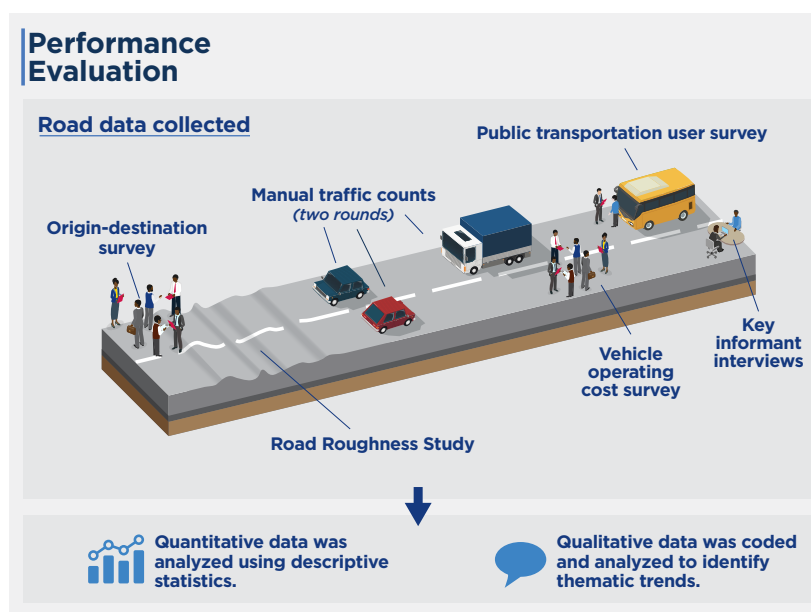 Performance
Evaluation
Road data collected
Public transportation user survey
Manual traffic counts
(two rounds)
Origin-destination
survey
Key
informant
interviews
Vehicle
operating
cost survey
Road Roughness Study
Quantitative data was
analyzed using descriptive
statistics.
Qualitative data was coded
and analyzed to identify
thematic trends.